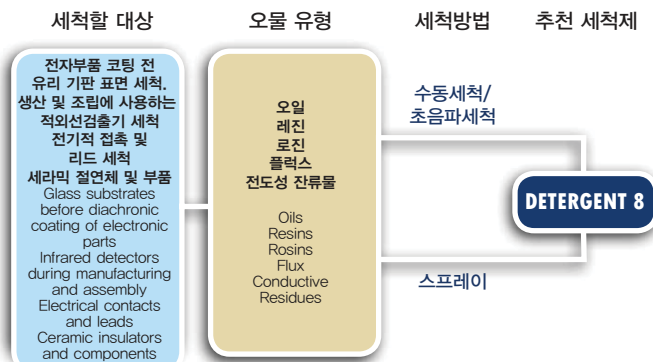 세척할 대상
오물 유형
세척방법
추천 세척제
전자부품 코팅 전
유리 기판 표면 세척.
생산 및 조립에 사용하는
적외선검출기 세척
전기적 접촉 및
리드 세척
세라믹 절연체 및 부품
Glass substrates
before diachronic
coating of electronic
parts
Infrared detectors
during manufacturing
and assembly
Electrical contacts
and leads
Ceramic insulators
and components
오일
레진
로진
플럭스
전도성 잔류물
Oils
Resins
Rosins
Flux
Conductive
Residues
수동세척/
초음파세척
스프레이
DETERGENT 8